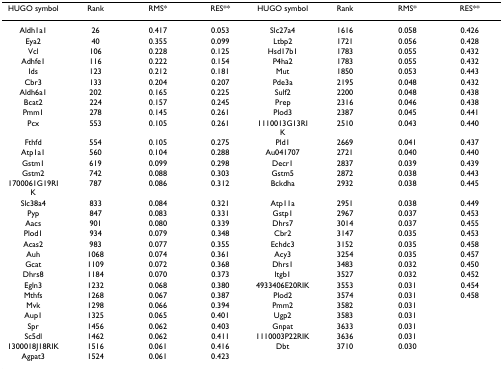 HUGO symbol Rank RMS* RES** HUGO symbol Rank RMS* RES**
Aldh1a1 26 0.417 0.053 Slc27a4 1616 0.058 0.426
Eya2 40 0.355 0.099 Ltbp2 1721 0.056 0.428
Vcl 106 0.228 0.125 Hsd17b1 1783 0.055 0.432
Adhfe1 116 0.222 0.154 P4ha2 1783 0.055 0.432
Ids 123 0.212 0.181 Mut 1850 0.053 0.443
Cbr3 133 0.204 0.207 Pde3a 2195 0.048 0.432
Aldh6a1 202 0.165 0.225 Sulf2 2200 0.048 0.438
Bcat2 224 0.157 0.245 Prep 2316 0.046 0.438
Pmm1 278 0.145 0.261 Plod3 2387 0.045 0.441
Pcx 553 0.105 0.261 1110013G13RI 2510 0.043 0.440
K
Fthfd 554 0.105 0.275 Pld1 2669 0.041 0.437
Atp1a1 560 0.104 0.288 Au041707 2721 0.040 0.440
Gstm1 619 0.099 0.298 Decr1 2837 0.039 0.439
Gstm2 742 0.088 0.303 Gstm5 2872 0.038 0.443
1700061G19RI 787 0.086 0.312 Bckdha 2932 0.038 0.445
K
Slc38a4 833 0.084 0.321 Atp11a 2951 0.038 0.449
Pyp 847 0.083 0.331 Gstp1 2967 0.037 0.453
Aacs 901 0.080 0.339 Dhrs7 3014 0.037 0.455
Plod1 934 0.079 0.348 Cbr2 3147 0.035 0.453
Acas2 983 0.077 0.355 Echdc3 3152 0.035 0.458
Auh 1068 0.074 0.361 Acy3 3254 0.035 0.457
Gcat 1109 0.072 0.368 Dhrs1 3483 0.032 0.450
Dhrs8 1184 0.070 0.373 Itgb1 3527 0.032 0.452
Egln3 1232 0.068 0.380 4933406E20RIK 3553 0.031 0.454
Mthfs 1268 0.067 0.387 Plod2 3574 0.031 0.458
Mvk 1298 0.066 0.394 Pmm2 3582 0.031
Aup1 1325 0.065 0.401 Ugp2 3583 0.031
Spr 1456 0.062 0.403 Gnpat 3633 0.031
Sc5dl 1462 0.062 0.411 1110003P22RIK 3636 0.031
1300018J18RIK 1516 0.061 0.416 Dbt 3710 0.030
Agpat3 1524 0.061 0.423